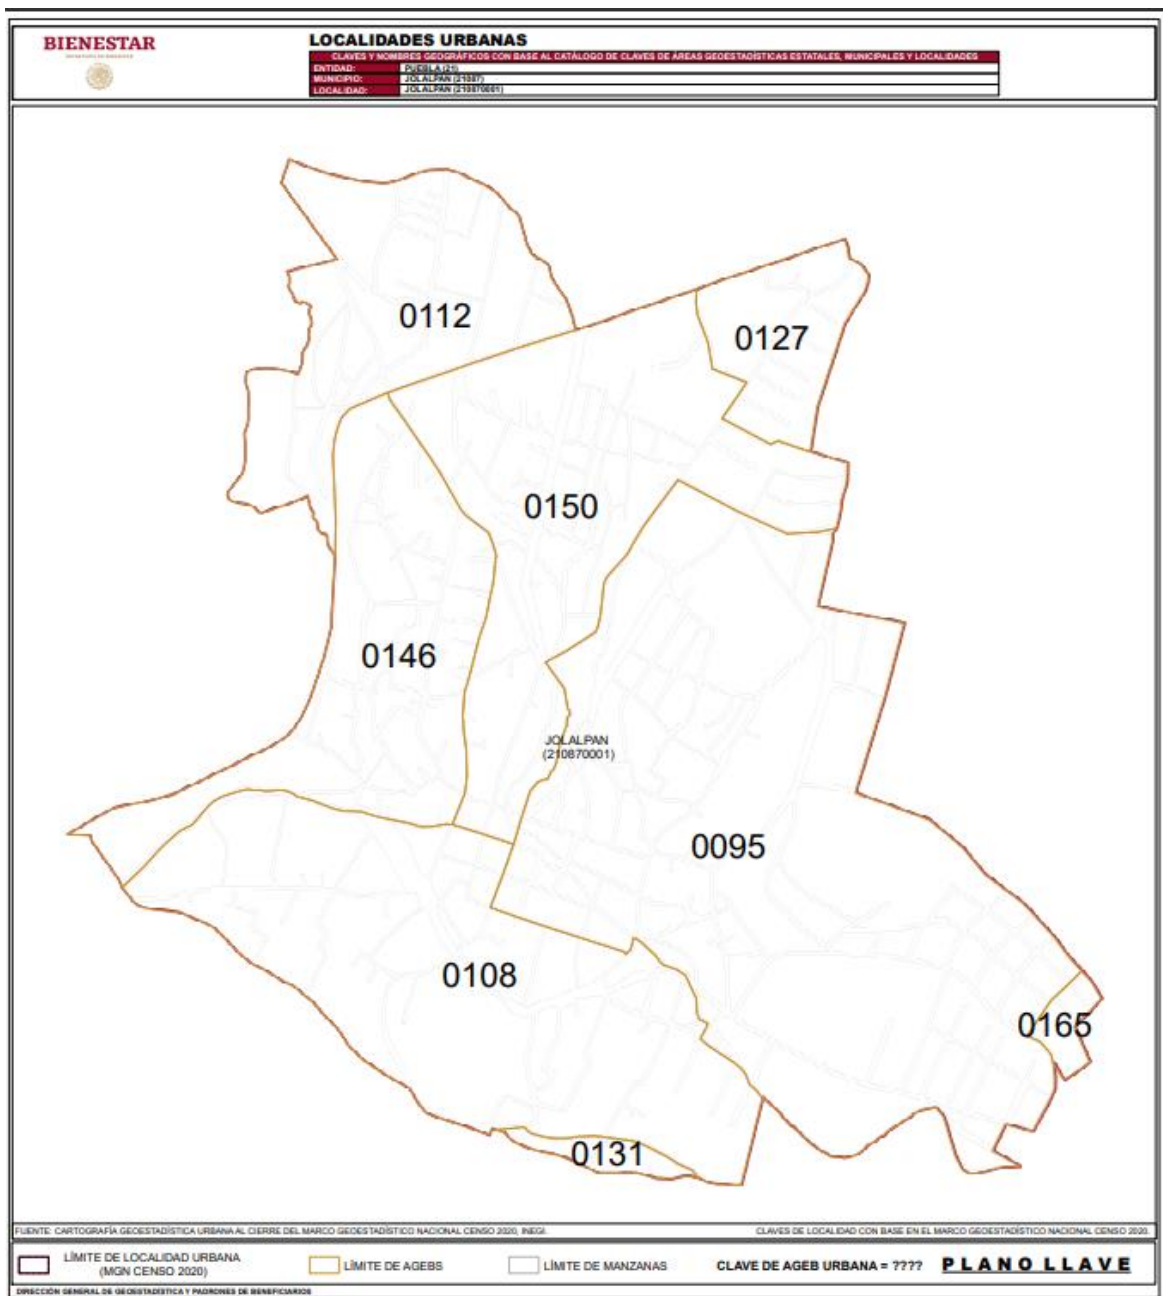 BIENESTAR
LOCALIDADES URBANAS
CLAVES Y NOMBRES GEOGRÁFICOS CON BASE AL CATÁLOGO DE CLAVES DE ÁREAS GEOESTADÍSTICAS ESTATALES, MUNICIPALES Y LOCALIDADES
ENTIDAD: PUEBLA (21)
MUNICIPIO: JOLALPAN (21087)
LOCALIDAD: JOLALPAN (210870001)
0112
0127
0150
0146
JOLALPAN
(210870001)
0095
0108
0165
0131
FUENTE: CARTOGRAFÍA GEOESTADÍSTICA URBANA AL CIERRE DEL MARCO GEOESTADÍSTICO NACIONAL CENSO 2020, INEGI.
CLAVES DE LOCALIDAD CON BASE EN EL MARCO GEOESTADÍSTICO NACIONAL CENSO 2020.
LÍMITE DE LOCALIDAD URBANA
(MGN CENSO 2020)
LÍMITE DE AGEBS
LÍMITE DE MANZANAS
CLAVE DE AGEB URBANA = ????
PLANO LLAVE
DIRECCIÓN GENERAL DE GEOESTADÍSTICA Y PADRONES DE BENEFICIARIOS